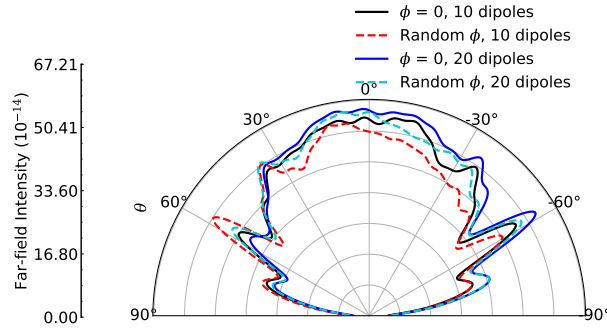 ϕ = 0, 10 dipoles
Random ϕ, 10 dipoles
ϕ = 0, 20 dipoles
Random ϕ, 20 dipoles
67.21
50.41
33.60
16.80
0.00
Far-field Intensity (10⁻¹⁴)
θ
90°
60°
30°
0°
-30°
-60°
-90°